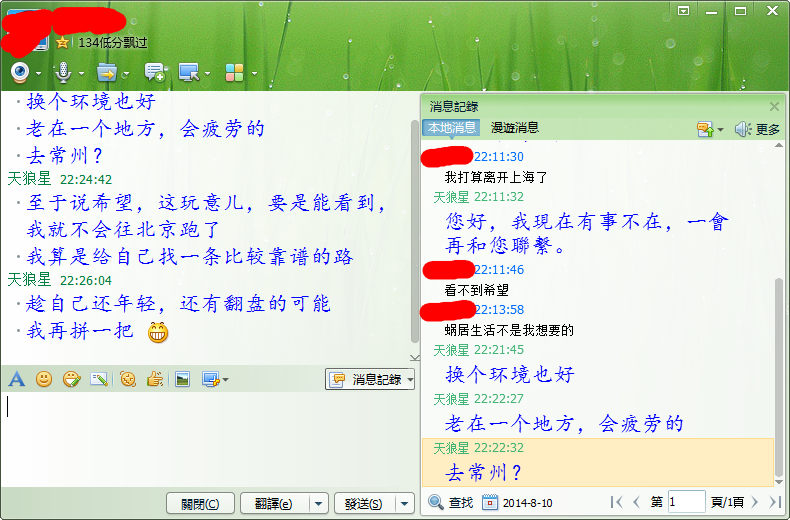 134低分飘过
换个环境也好
老在一个地方，会疲劳的
去常州？
天狼星 22:24:42
至于说希望，这玩意儿，要是能看到，
我就不会往北京跑了
我算是给自己找一条比较靠谱的路
天狼星 22:26:04
趁自己还年轻，还有翻盘的可能
我再拼一把
消息記錄
關閉(C)
翻譯(e)
發送(S)
消息記錄
本地消息 漫遊消息
更多
22:11:30
我打算离开上海了
天狼星 22:11:32
您好，我現在有事不在，一會
再和您聯繫。
22:11:46
看不到希望
22:13:58
蜗居生活不是我想要的
天狼星 22:21:45
换个环境也好
天狼星 22:22:27
老在一个地方，会疲劳的
天狼星 22:22:32
去常州？
查找 2014-8-10 第 1 頁/1頁